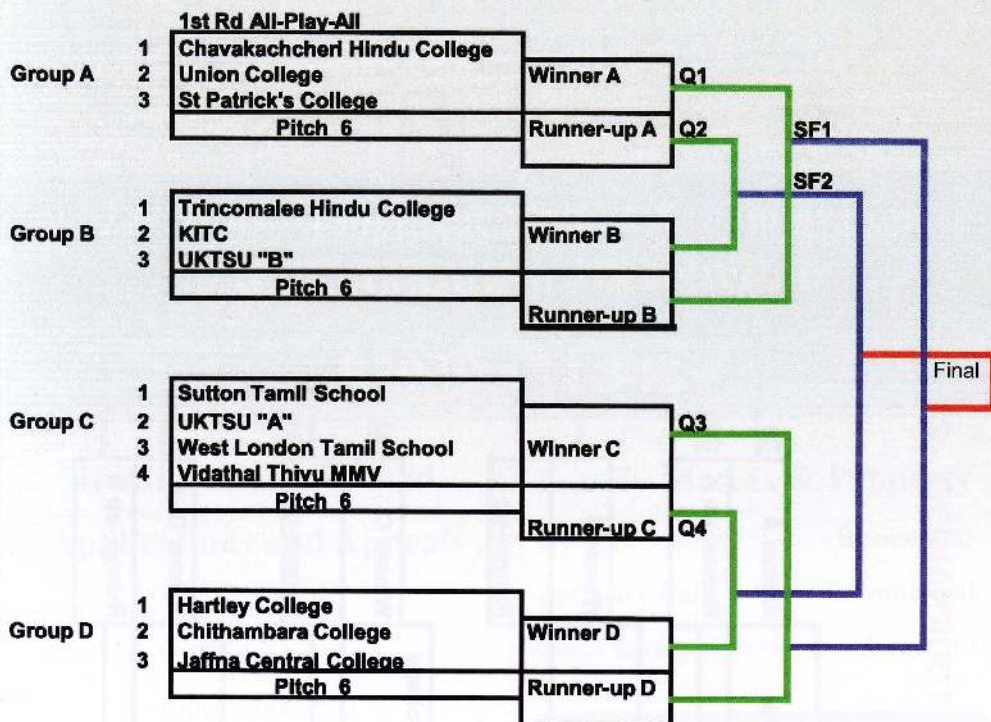 1st Rd All-Play-All
Group A
1 Chavakachcheri Hindu College
2 Union College
3 St Patrick's College
Pitch 6
Winner A
Runner-up A
Q1
Q2
SF1
SF2
Group B
1 Trincomalee Hindu College
2 KITC
3 UKTSU "B"
Pitch 6
Winner B
Runner-up B
Final
Group C
1 Sutton Tamil School
2 UKTSU "A"
3 West London Tamil School
4 Vidathal Thivu MMV
Pitch 6
Winner C
Runner-up C
Q3
Q4
Group D
1 Hartley College
2 Chithambara College
3 Jaffna Central College
Pitch 6
Winner D
Runner-up D